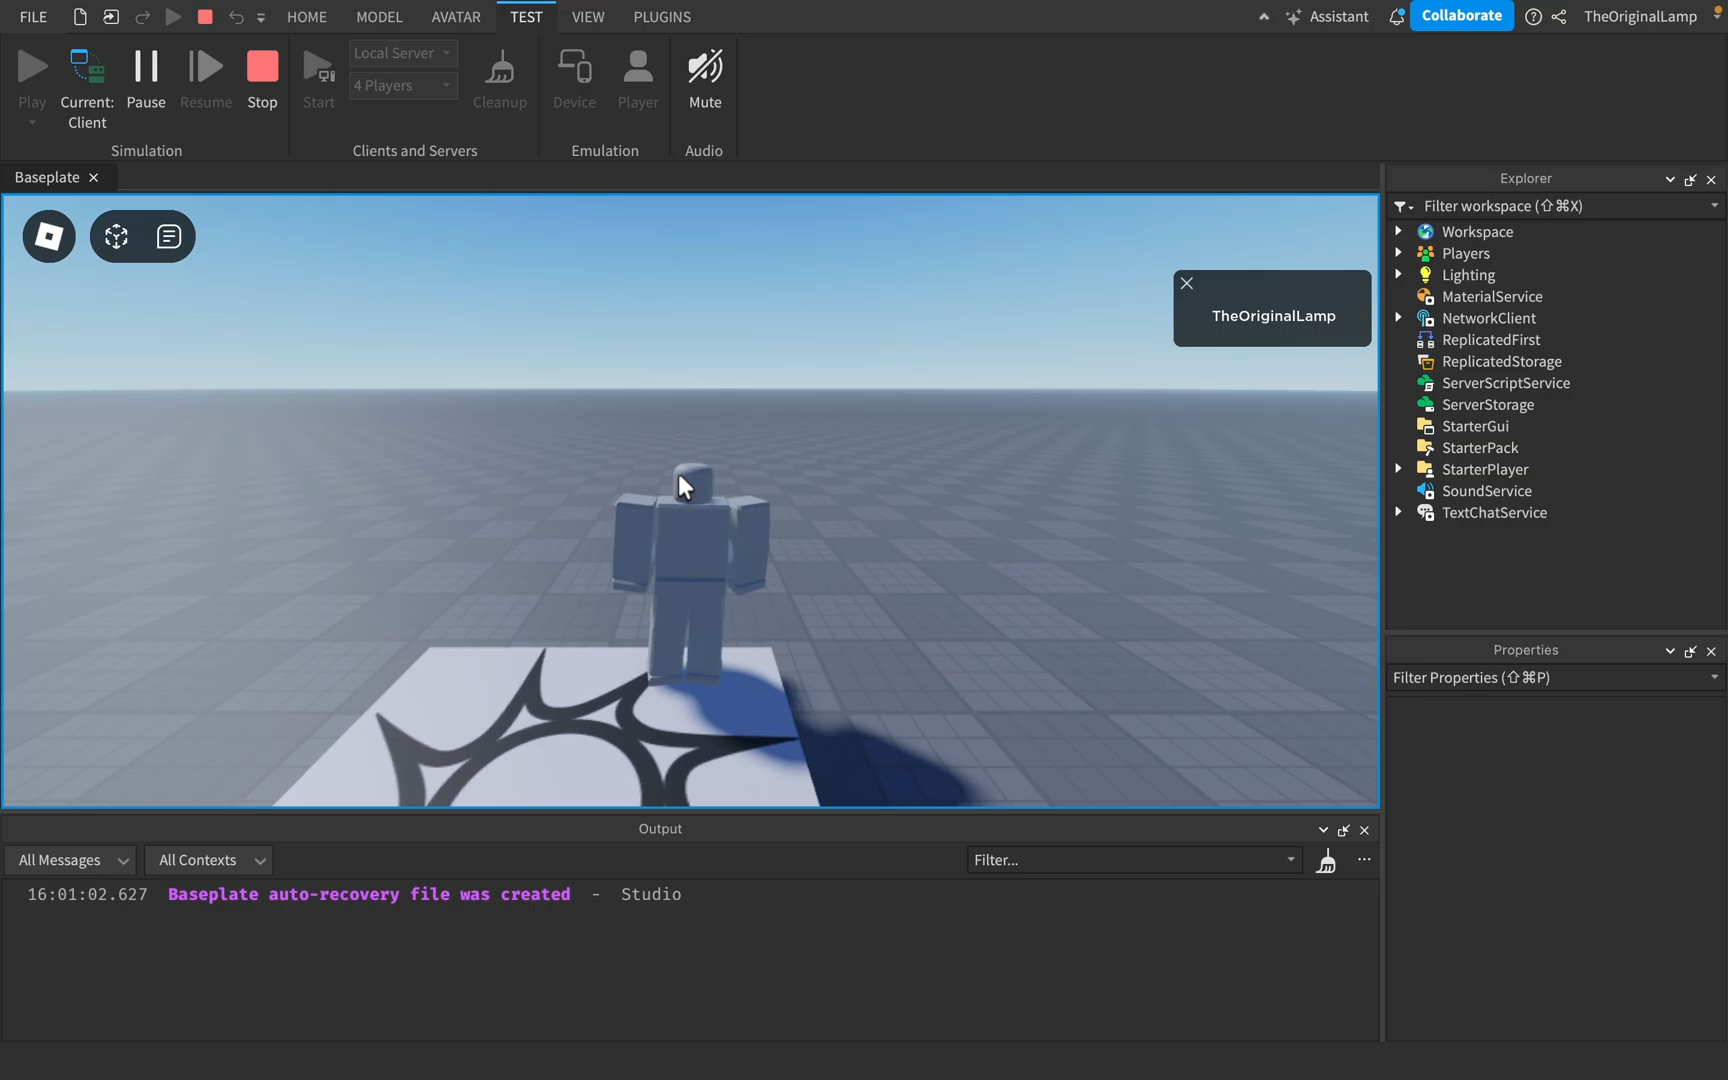 FILE
HOME
MODEL
AVATAR
TEST
VIEW
PLUGINS
Assistant
Collaborate
TheOriginalLamp
Play
Current:
Client
Pause
Resume
Stop
Start
Local Server
4 Players
Cleanup
Device
Player
Mute
Simulation
Clients and Servers
Emulation
Audio
Baseplate
TheOriginalLamp
Explorer
Filter workspace (⇧⌘X)
Workspace
Players
Lighting
MaterialService
NetworkClient
ReplicatedFirst
ReplicatedStorage
ServerScriptService
ServerStorage
StarterGui
StarterPack
StarterPlayer
SoundService
TextChatService
Properties
Filter Properties (⇧⌘P)
Output
All Messages
All Contexts
Filter...
16:01:02.627 Baseplate auto-recovery file was created - Studio